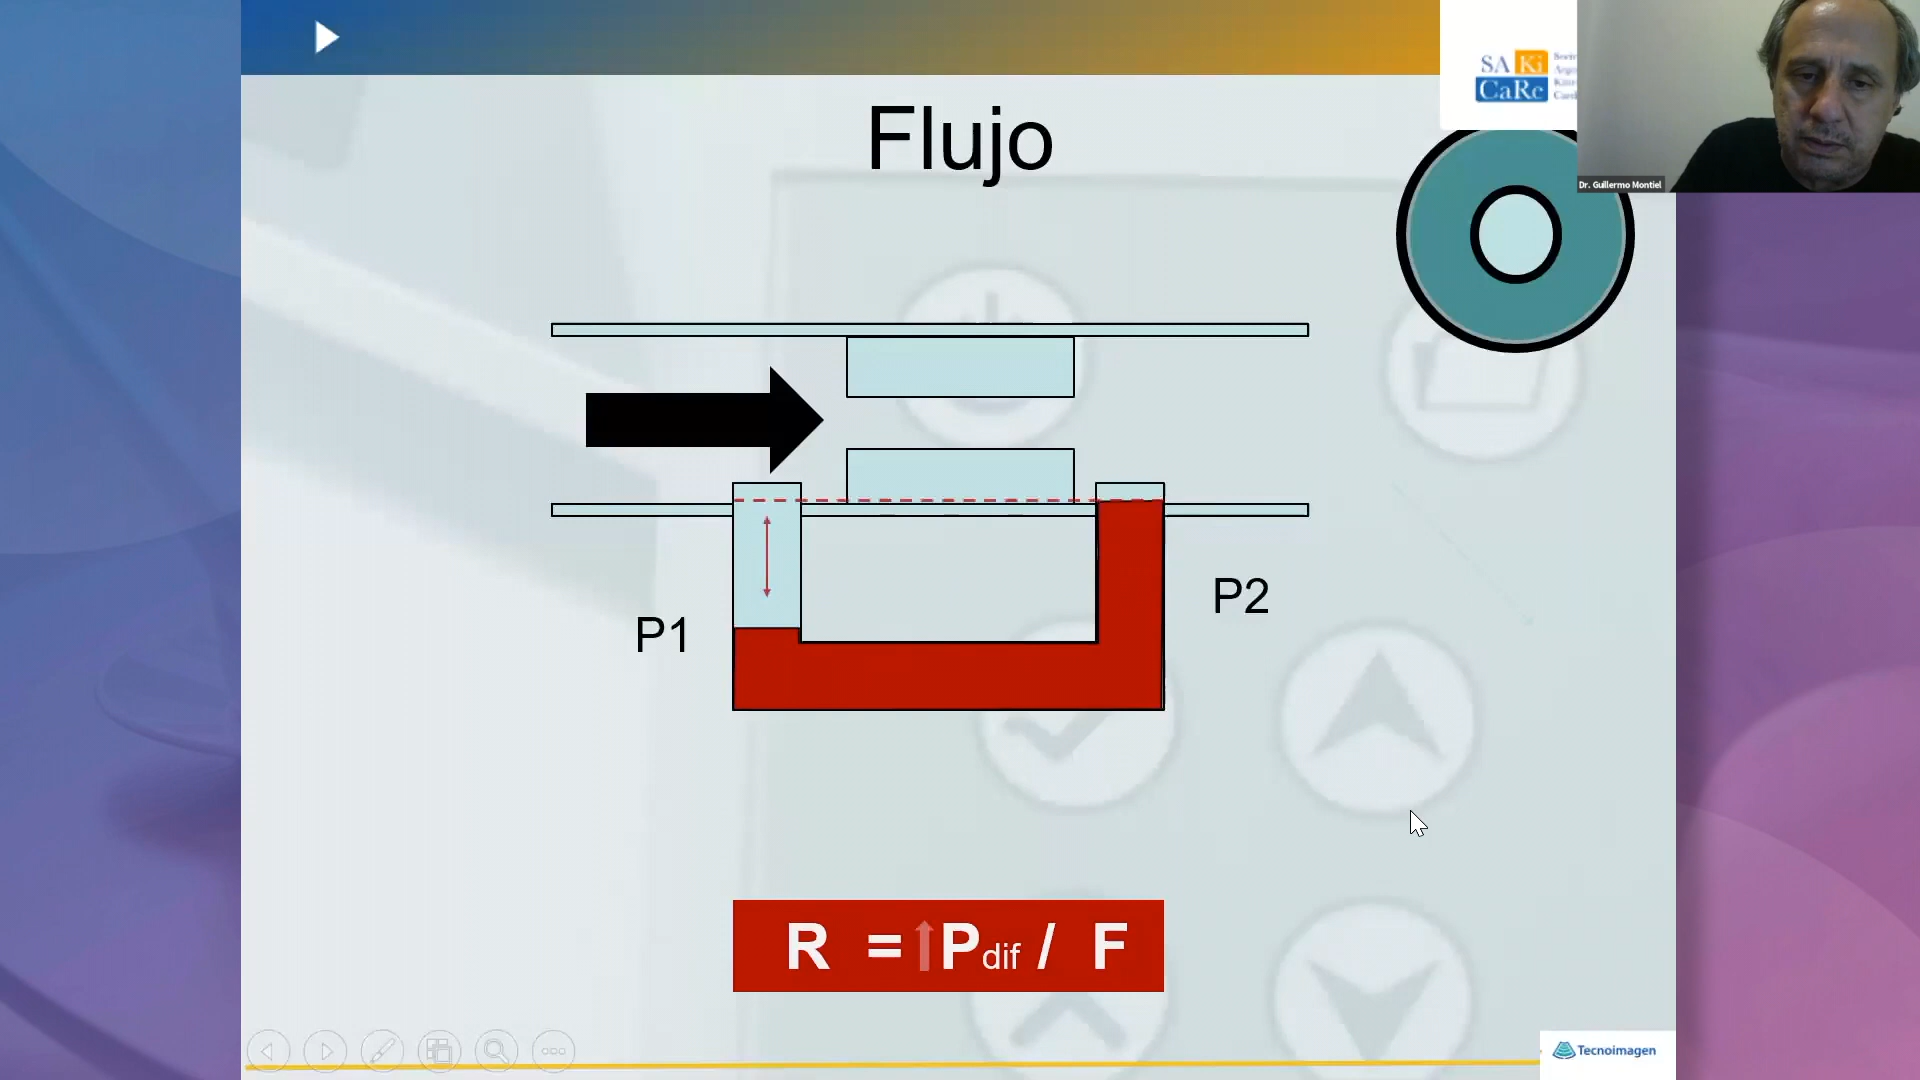 Flujo
SA Ki
CaRe
Dr. Guillermo Montiel
P1
P2
R = Pdif / F
Tecnoimagen